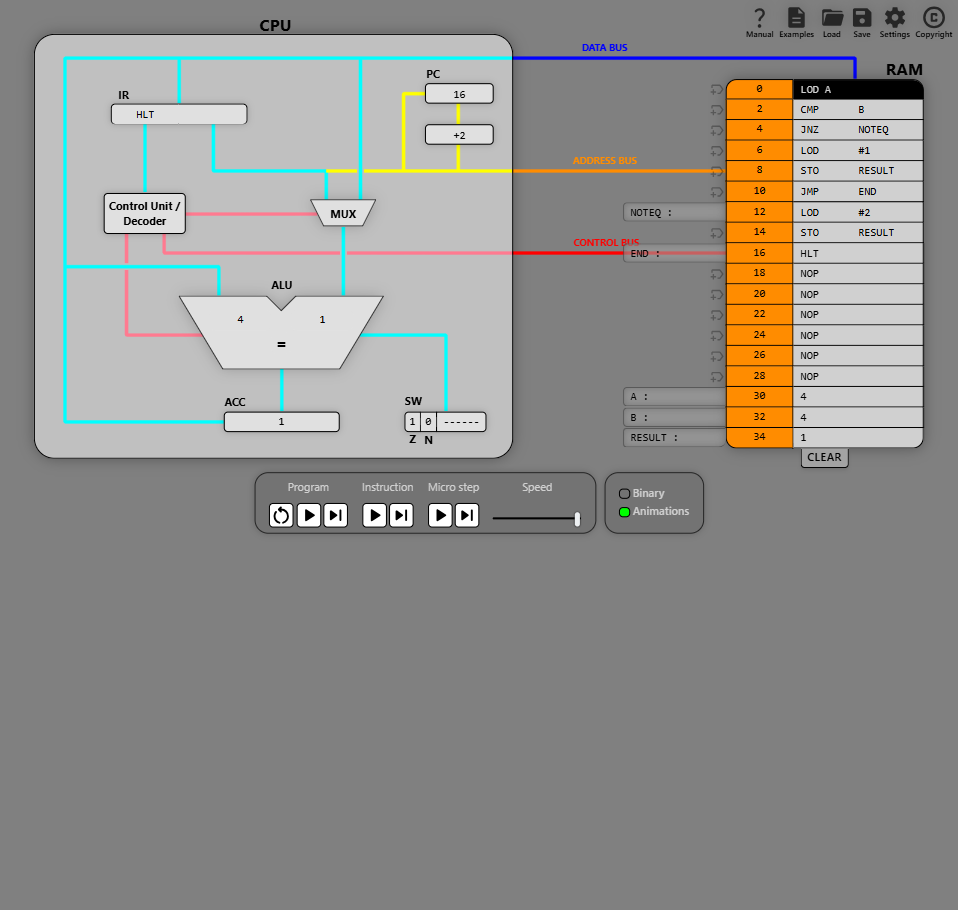 CPU
Manual Examples Load Save Settings Copyright
DATA BUS
RAM
PC
16
+2
IR
HLT
ADDRESS BUS
Control Unit /
Decoder
MUX
CONTROL BUS
ALU
4 1
=
ACC
1
SW
1 0 ------
Z N
0 LOD A
2 CMP B
4 JNZ NOTEQ
6 LOD #1
8 STO RESULT
10 JMP END
NOTEQ : 12 LOD #2
14 STO RESULT
END : 16 HLT
18 NOP
20 NOP
22 NOP
24 NOP
26 NOP
28 NOP
A : 30 4
B : 32 4
RESULT : 34 1
CLEAR
Program Instruction Micro step Speed
Binary
Animations